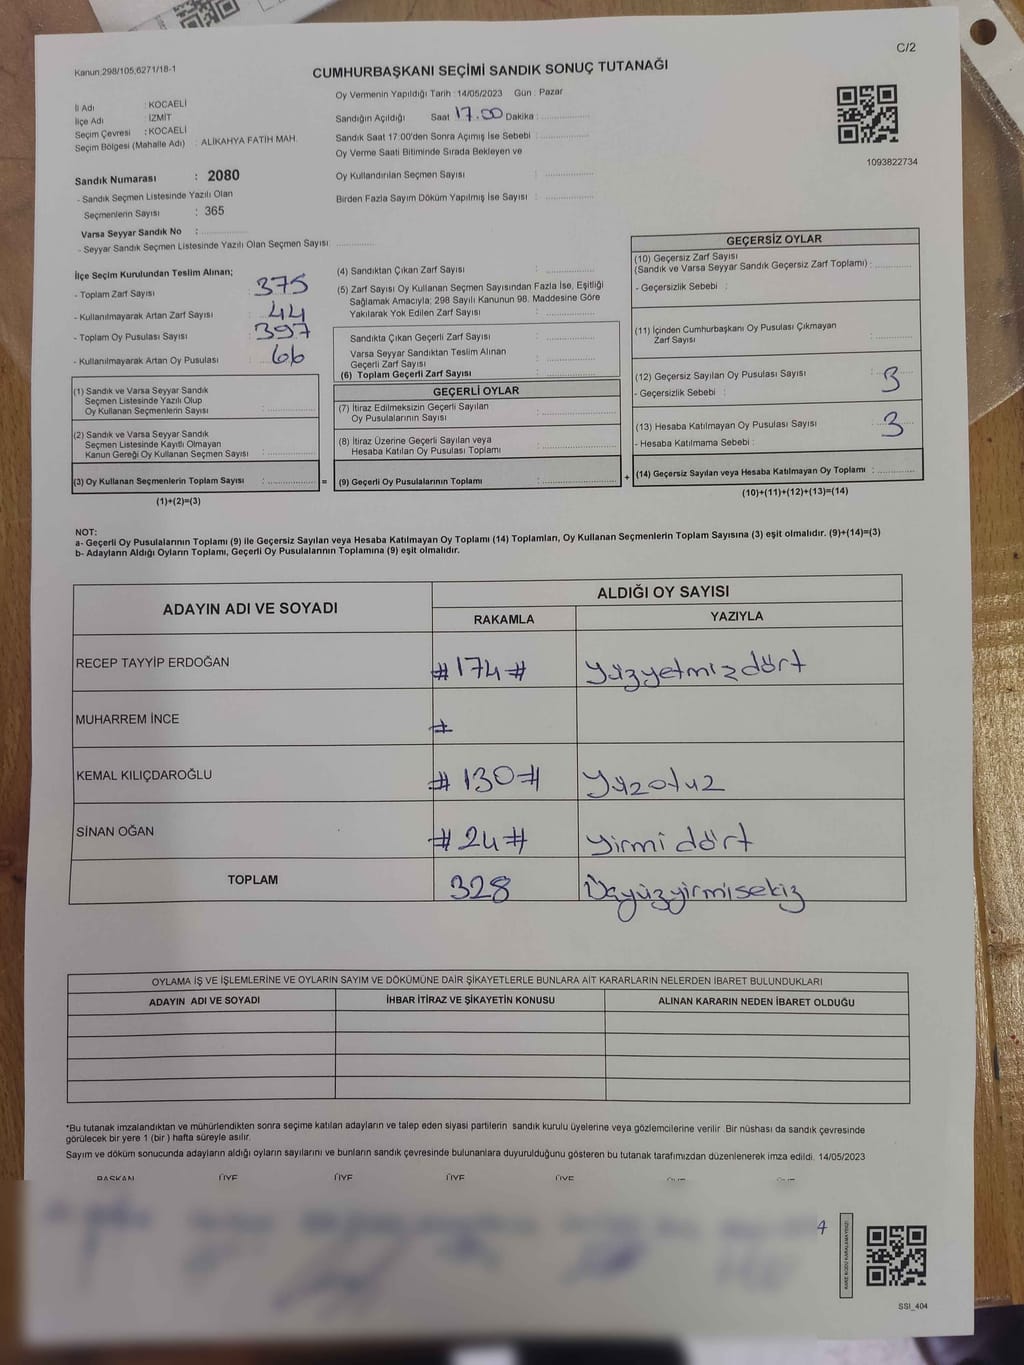 C/2
Kanun:298/105,6271/18-1
CUMHURBAŞKANI SEÇİMİ SANDIK SONUÇ TUTANAĞI
İl Adı : KOCAELİ
İlçe Adı : İZMİT
Seçim Çevresi : KOCAELİ
Seçim Bölgesi (Mahalle Adı) : ALİKAHYA FATİH MAH.
Oy Vermenin Yapıldığı Tarih : 14/05/2023 Gün : Pazar
Sandığın Açıldığı Saat 17.00 Dakika : ...............
Sandık Saat 17:00'den Sonra Açımış İse Sebebi : ...............
Oy Verme Saati Bitiminde Sırada Bekleyen ve
Oy Kullandırılan Seçmen Sayısı : ...............
Birden Fazla Sayım Döküm Yapılmış İse Sayısı : ...............
1093822734
Sandık Numarası : 2080
- Sandık Seçmen Listesinde Yazılı Olan
Seçmenlerin Sayısı : 365
Varsa Seyyar Sandık No : ...............
- Seyyar Sandık Seçmen Listesinde Yazılı Olan Seçmen Sayısı: ............
İlçe Seçim Kurulundan Teslim Alınan;
- Toplam Zarf Sayısı : 375
- Kullanılmayarak Artan Zarf Sayısı : 44
- Toplam Oy Pusulası Sayısı : 397
- Kullanılmayarak Artan Oy Pusulası : 66
(1) Sandık ve Varsa Seyyar Sandık
Seçmen Listesinde Yazılı Olup
Oy Kullanan Seçmenlerin Sayısı : ...............
(2) Sandık ve Varsa Seyyar Sandık
Seçmen Listesinde Kayıtlı Olmayan
Kanun Gereği Oy Kullanan Seçmen Sayısı : ...............
(3) Oy Kullanan Seçmenlerin Toplam Sayısı : ............... =
(1)+(2)=(3)
(4) Sandıktan Çıkan Zarf Sayısı : ...............
(5) Zarf Sayısı Oy Kullanan Seçmen Sayısından Fazla İse, Eşitliği
Sağlamak Amacıyla; 298 Sayılı Kanunun 98. Maddesine Göre
Yakılarak Yok Edilen Zarf Sayısı : ...............
Sandıkta Çıkan Geçerli Zarf Sayısı : ...............
Varsa Seyyar Sandıktan Teslim Alınan
Geçerli Zarf Sayısı : ...............
(6) Toplam Geçerli Zarf Sayısı : ...............
GEÇERLİ OYLAR
(7) İtiraz Edilmeksizin Geçerli Sayılan
Oy Pusulalarının Sayısı : ...............
(8) İtiraz Üzerine Geçerli Sayılan veya
Hesaba Katılan Oy Pusulası Toplamı : ...............
(9) Geçerli Oy Pusulalarının Toplamı : ............... +
GEÇERSİZ OYLAR
(10) Geçersiz Zarf Sayısı
(Sandık ve Varsa Seyyar Sandık Geçersiz Zarf Toplamı) : ............
- Geçersizlik Sebebi :
(11) İçinden Cumhurbaşkanı Oy Pusulası Çıkmayan
Zarf Sayısı : ............
(12) Geçersiz Sayılan Oy Pusulası Sayısı : 3
- Geçersizlik Sebebi :
(13) Hesaba Katılmayan Oy Pusulası Sayısı : 3
- Hesaba Katılmama Sebebi :
(14) Geçersiz Sayılan veya Hesaba Katılmayan Oy Toplamı : ............
(10)+(11)+(12)+(13)=(14)
NOT:
a- Geçerli Oy Pusulalarının Toplamı (9) ile Geçersiz Sayılan veya Hesaba Katılmayan Oy Toplamı (14) Toplamları, Oy Kullanan Seçmenlerin Toplam Sayısına (3) eşit olmalıdır. (9)+(14)=(3)
b- Adayların Aldığı Oyların Toplamı, Geçerli Oy Pusulalarının Toplamına (9) eşit olmalıdır.
ADAYIN ADI VE SOYADI ALDIĞI OY SAYISI
RAKAMLA YAZIYLA
RECEP TAYYİP ERDOĞAN #174# Yüzyetmizdört
MUHARREM İNCE #
KEMAL KILIÇDAROĞLU #130# Yüzotuz
SİNAN OĞAN #24# yirmi dört
TOPLAM 328 Üçyüzyirmisekiz
OYLAMA İŞ VE İŞLEMLERİNE VE OYLARIN SAYIM VE DÖKÜMÜNE DAİR ŞİKAYETLERLE BUNLARA AİT KARARLARIN NELERDEN İBARET BULUNDUKLARI
ADAYIN ADI VE SOYADI İHBAR İTİRAZ VE ŞİKAYETİN KONUSU ALINAN KARARIN NEDEN İBARET OLDUĞU
*Bu tutanak imzalandıktan ve mühürlendikten sonra seçime katılan adayların ve talep eden siyasi partilerin sandık kurulu üyelerine veya gözlemcilerine verilir .Bir nüshası da sandık çevresinde
görülecek bir yere 1 (bir ) hafta süreyle asılır.
Sayım ve döküm sonucunda adayların aldığı oyların sayılarını ve bunların sandık çevresinde bulunanlara duyurulduğunu gösteren bu tutanak tarafımızdan düzenlenerek imza edildi. 14/05/2023
BAŞKAN ÜYE ÜYE ÜYE ÜYE
SSI_404